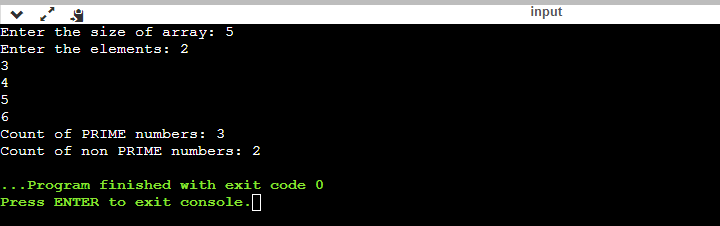 input
Enter the size of array: 5
Enter the elements: 2
3
4
5
6
Count of PRIME numbers: 3
Count of non PRIME numbers: 2
...Program finished with exit code 0
Press ENTER to exit console.